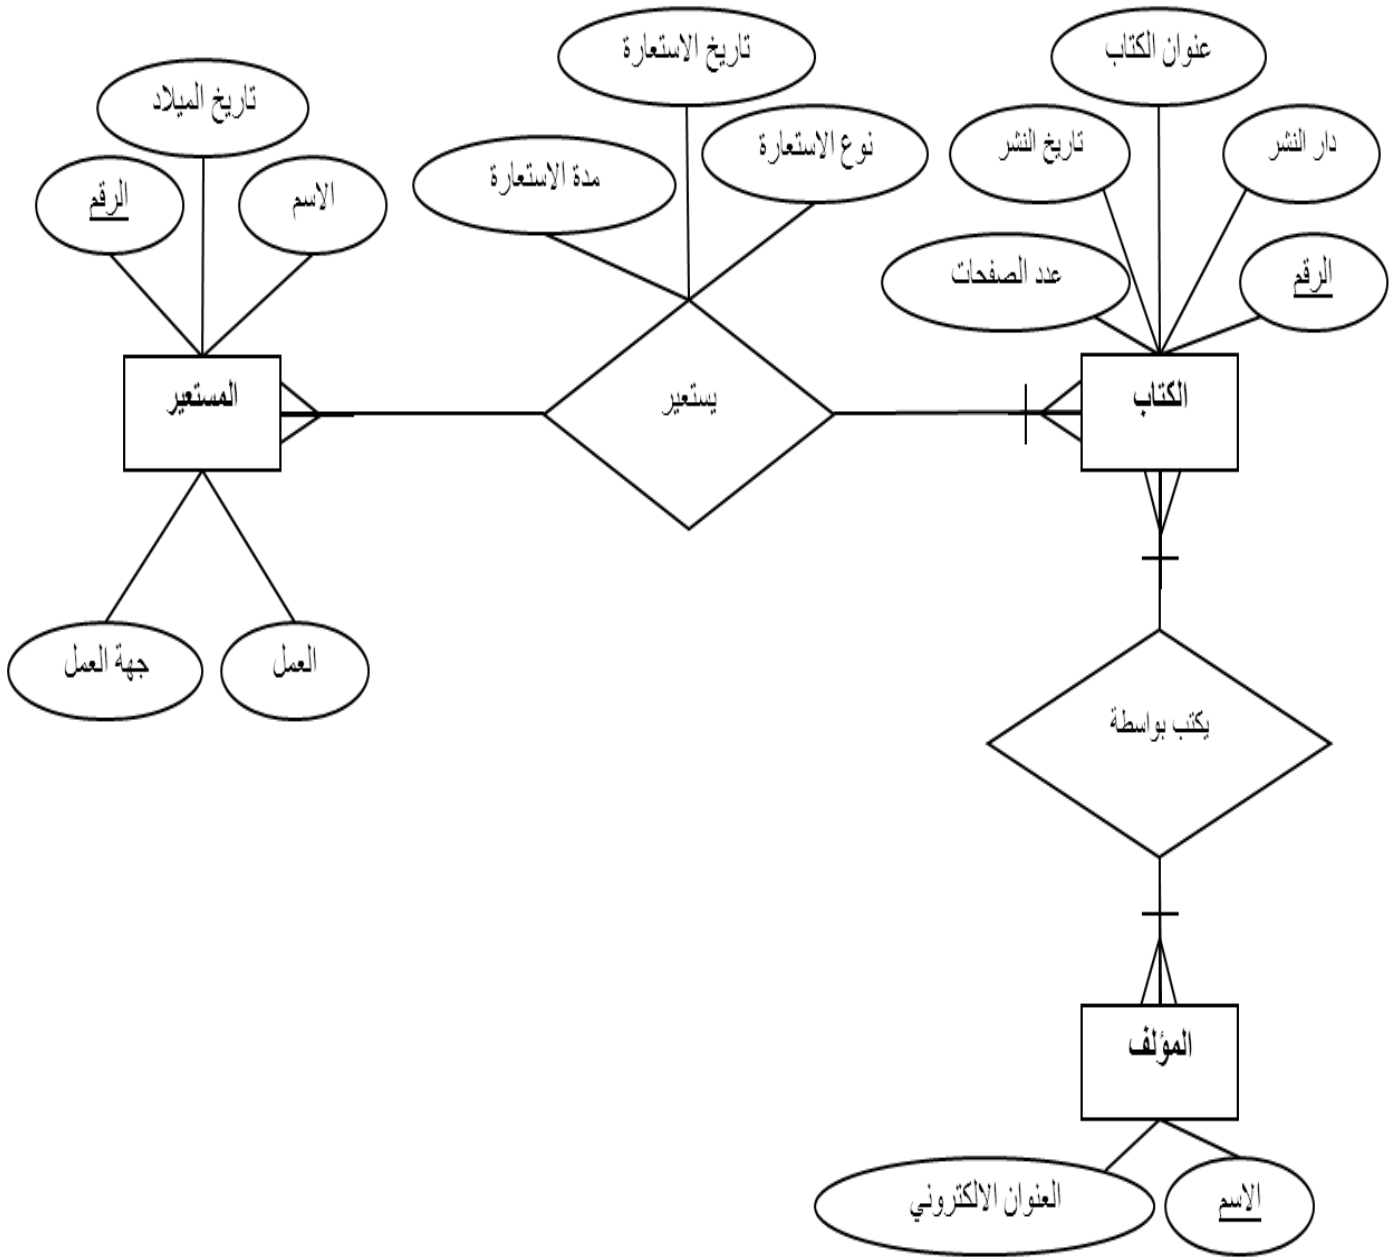 عنوان الكتاب
تاريخ الاستعارة
تاريخ الميلاد
دار النشر
تاريخ النشر
نوع الاستعارة
مدة الاستعارة
الاسم
الرقم
الرقم
عدد الصفحات
الكتاب
يستعير
المستعير
العمل
جهة العمل
يكتب بواسطة
المؤلف
الاسم
العنوان الالكتروني